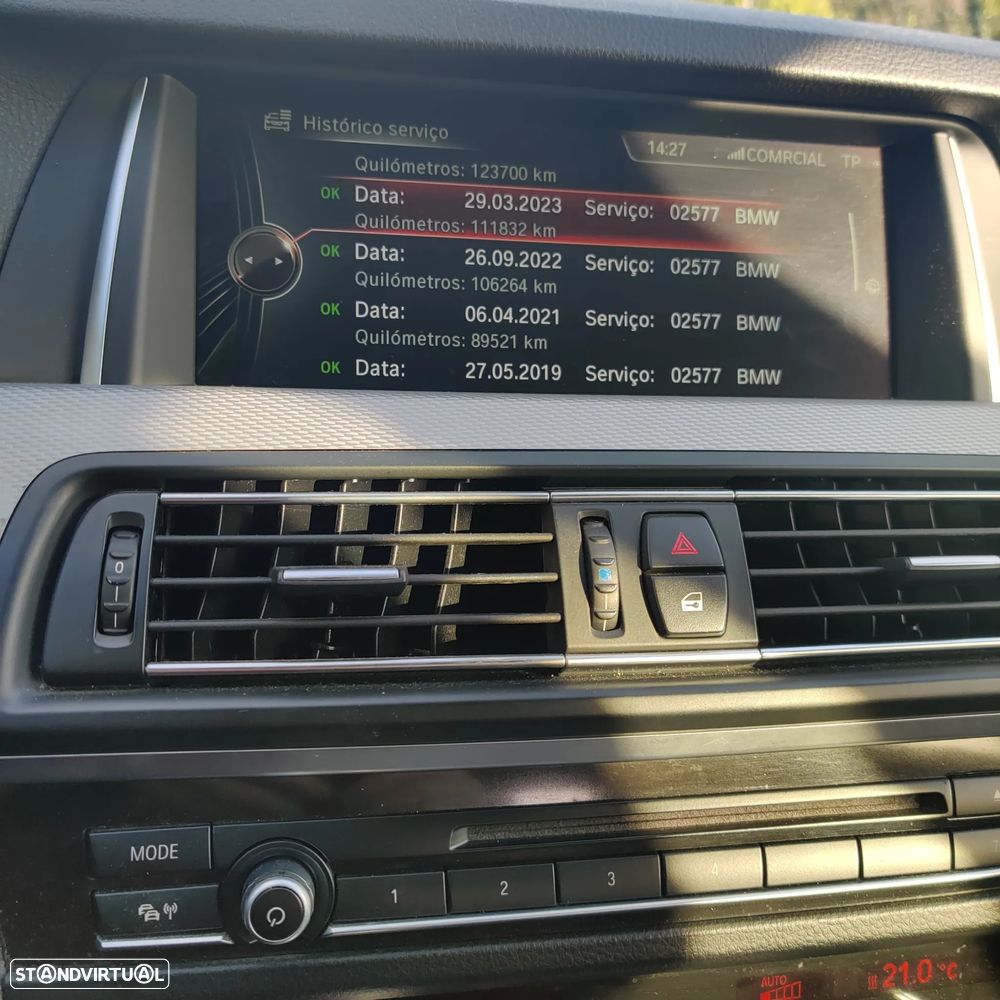 Histórico serviço
14:27 COMRCIAL TP
Quilómetros: 123700 km
OK Data: 29.03.2023 Serviço: 02577 BMW
Quilómetros: 111832 km
OK Data: 26.09.2022 Serviço: 02577 BMW
Quilómetros: 106264 km
OK Data: 06.04.2021 Serviço: 02577 BMW
Quilómetros: 89521 km
OK Data: 27.05.2019 Serviço: 02577 BMW
0
MODE
1 2 3 4
AUTO
21.0 °C
STANDVIRTUAL